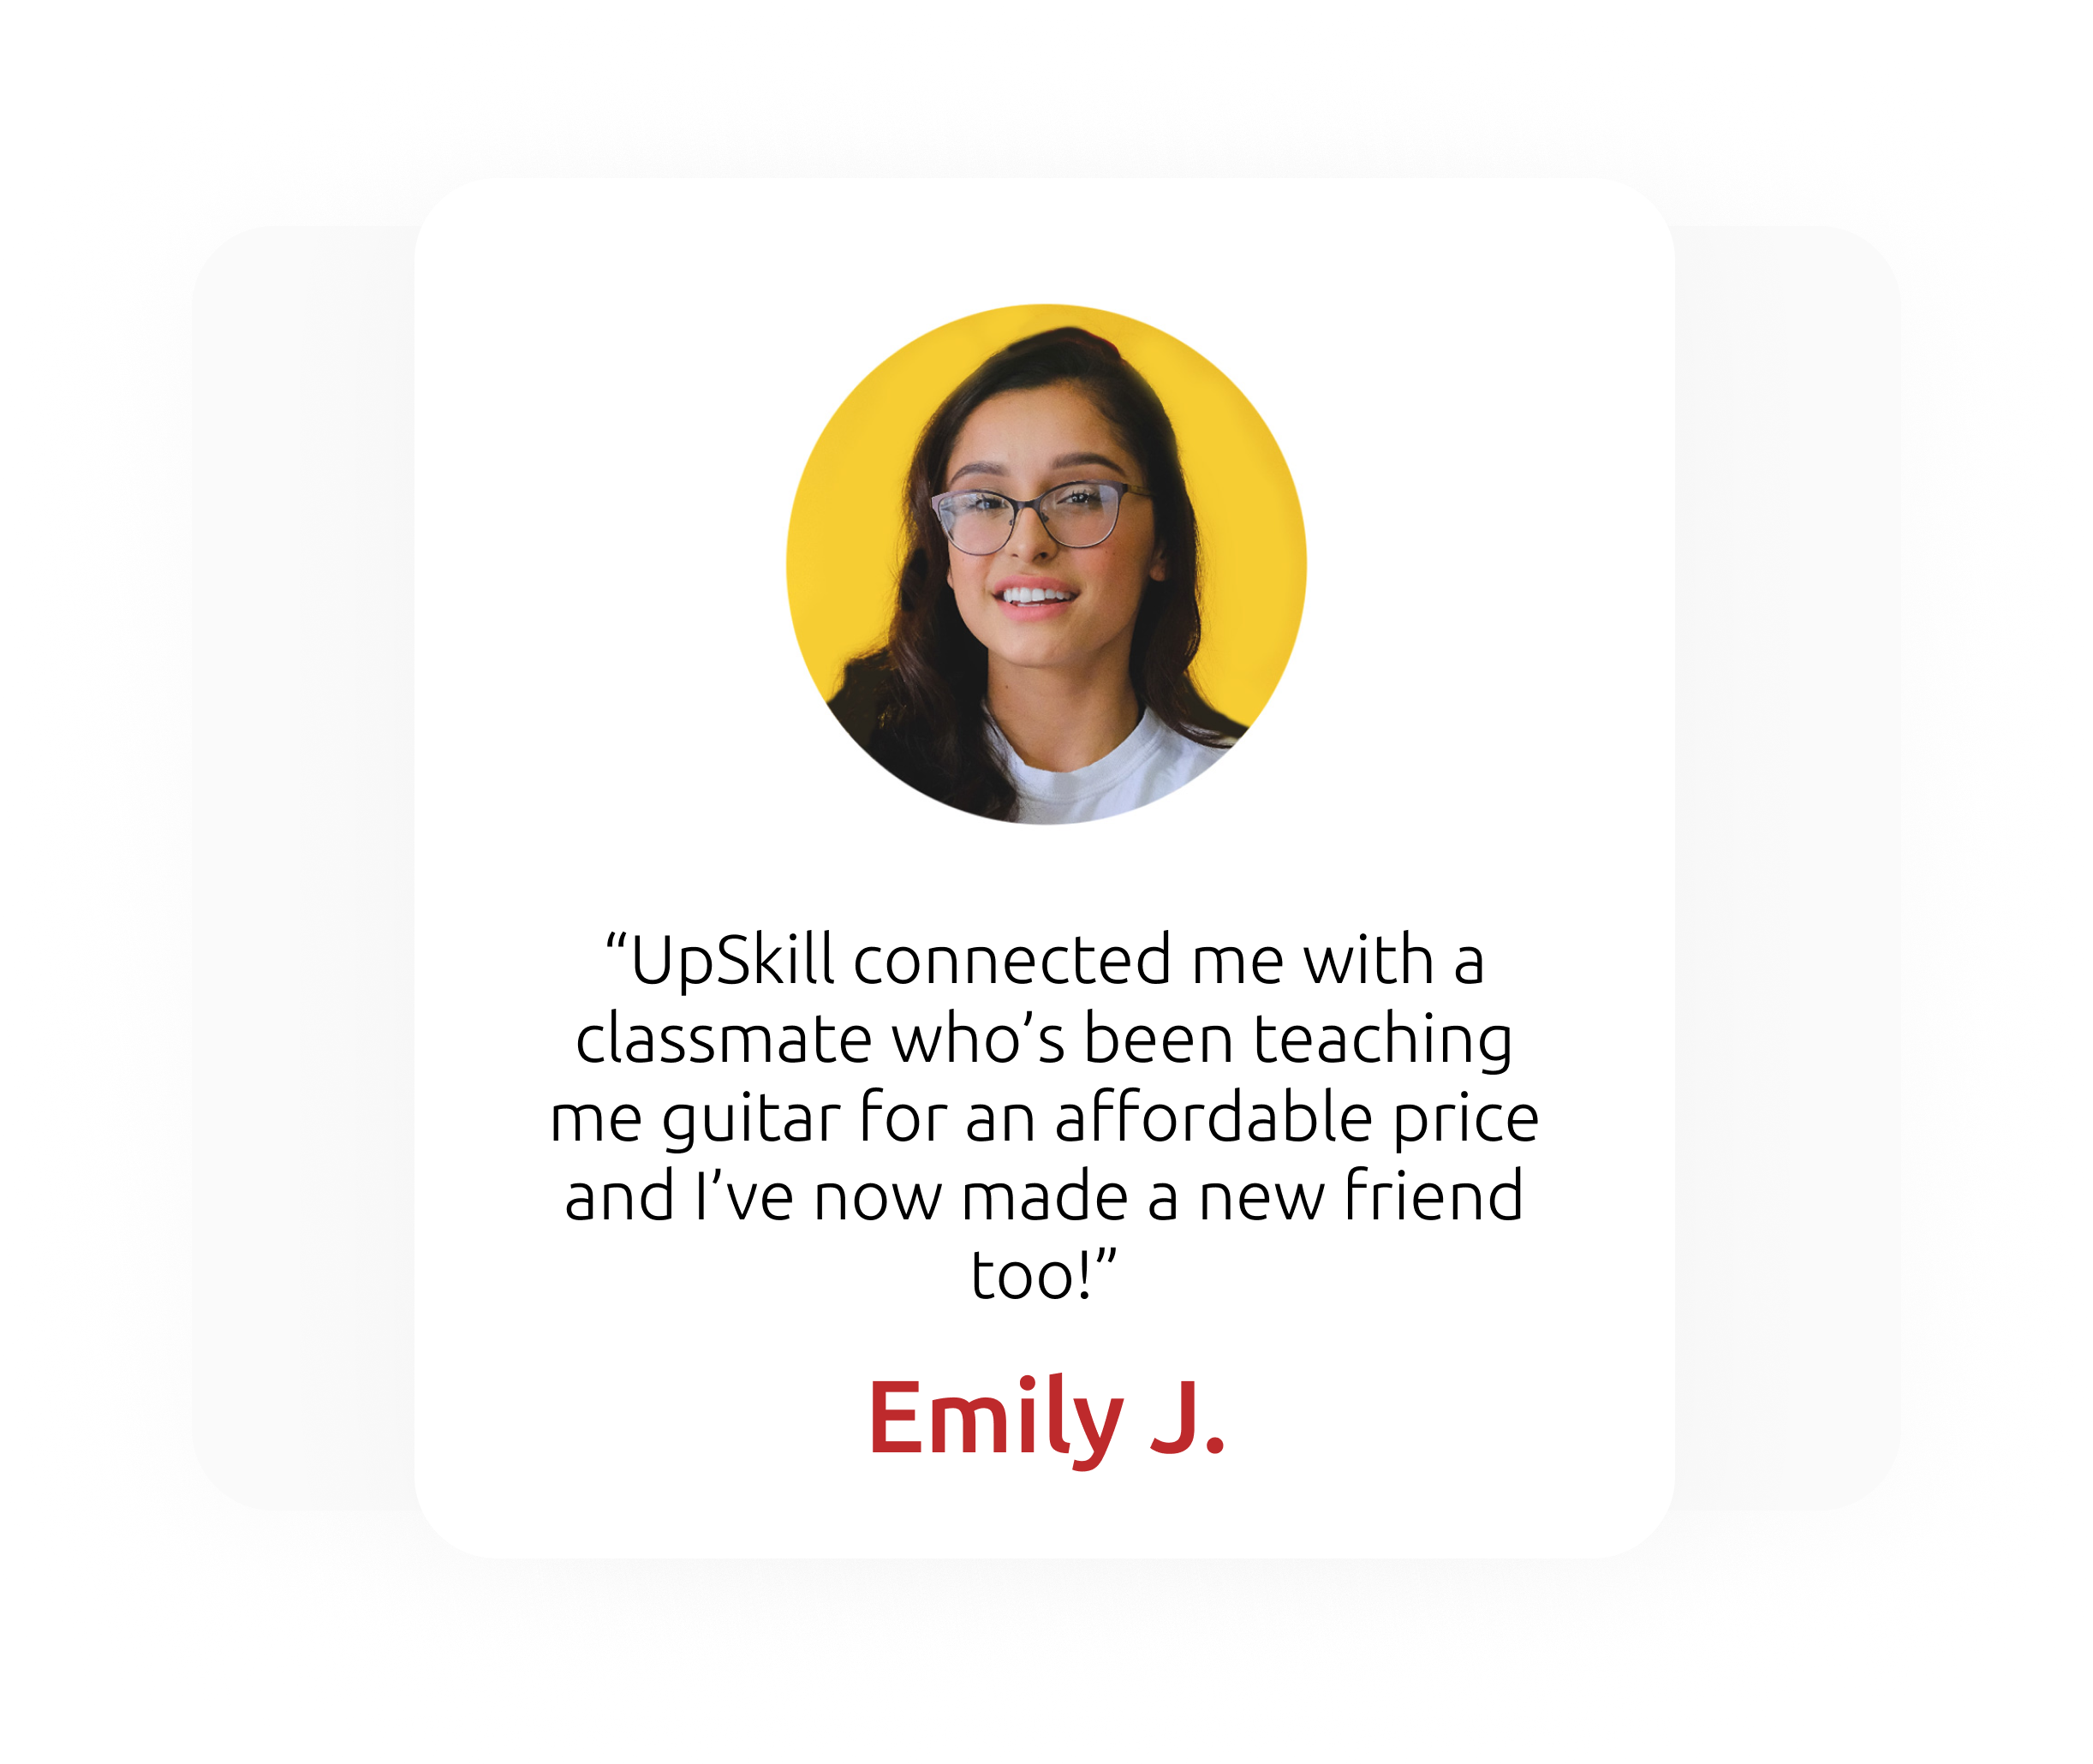 “UpSkill connected me with a
classmate who’s been teaching
me guitar for an affordable price
and I’ve now made a new friend
too!”
Emily J.